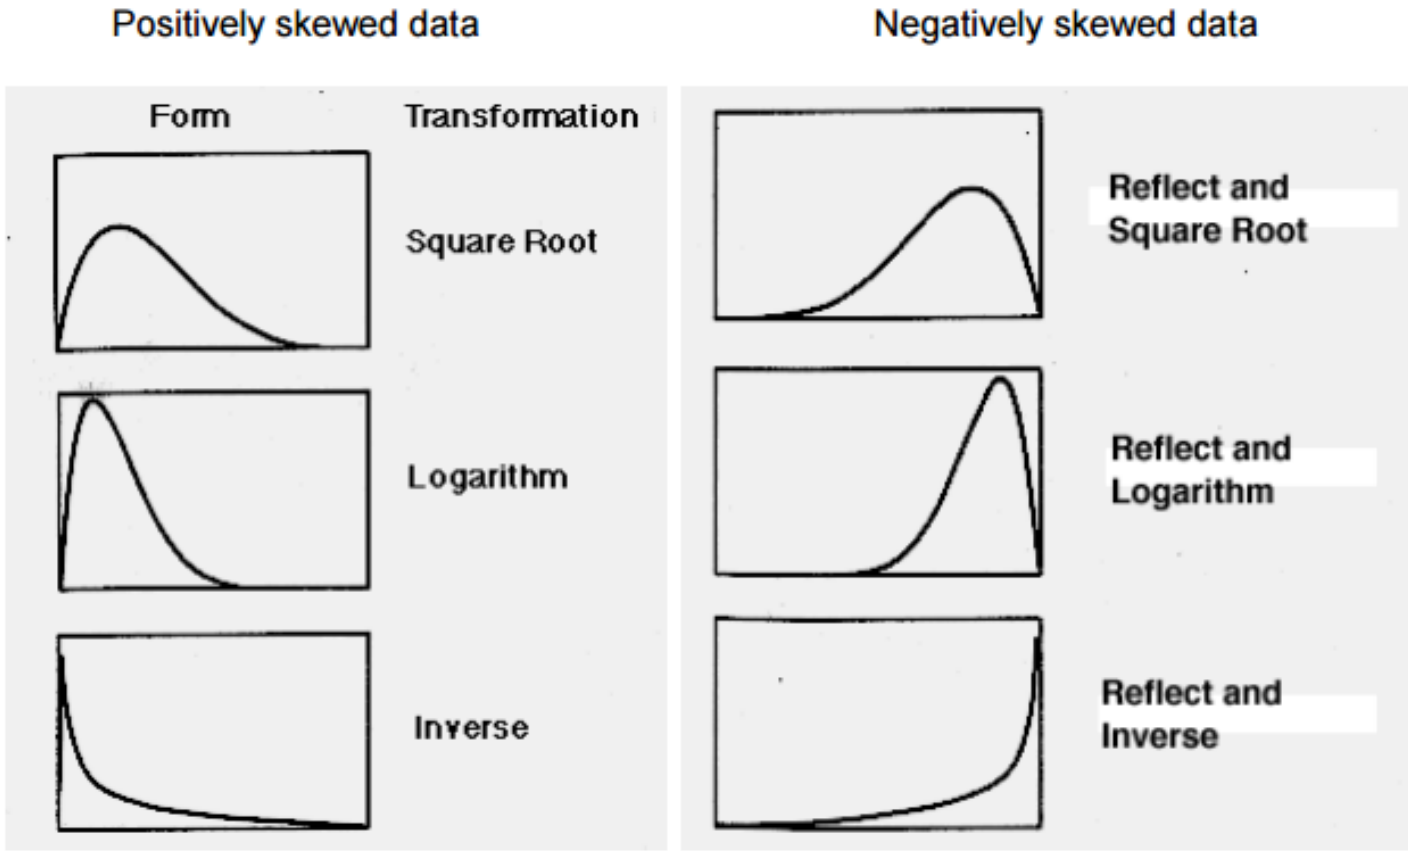 Positively skewed data
Negatively skewed data
Form
Transformation
Square Root
Logarithm
Inverse
Reflect and
Square Root
Reflect and
Logarithm
Reflect and
Inverse